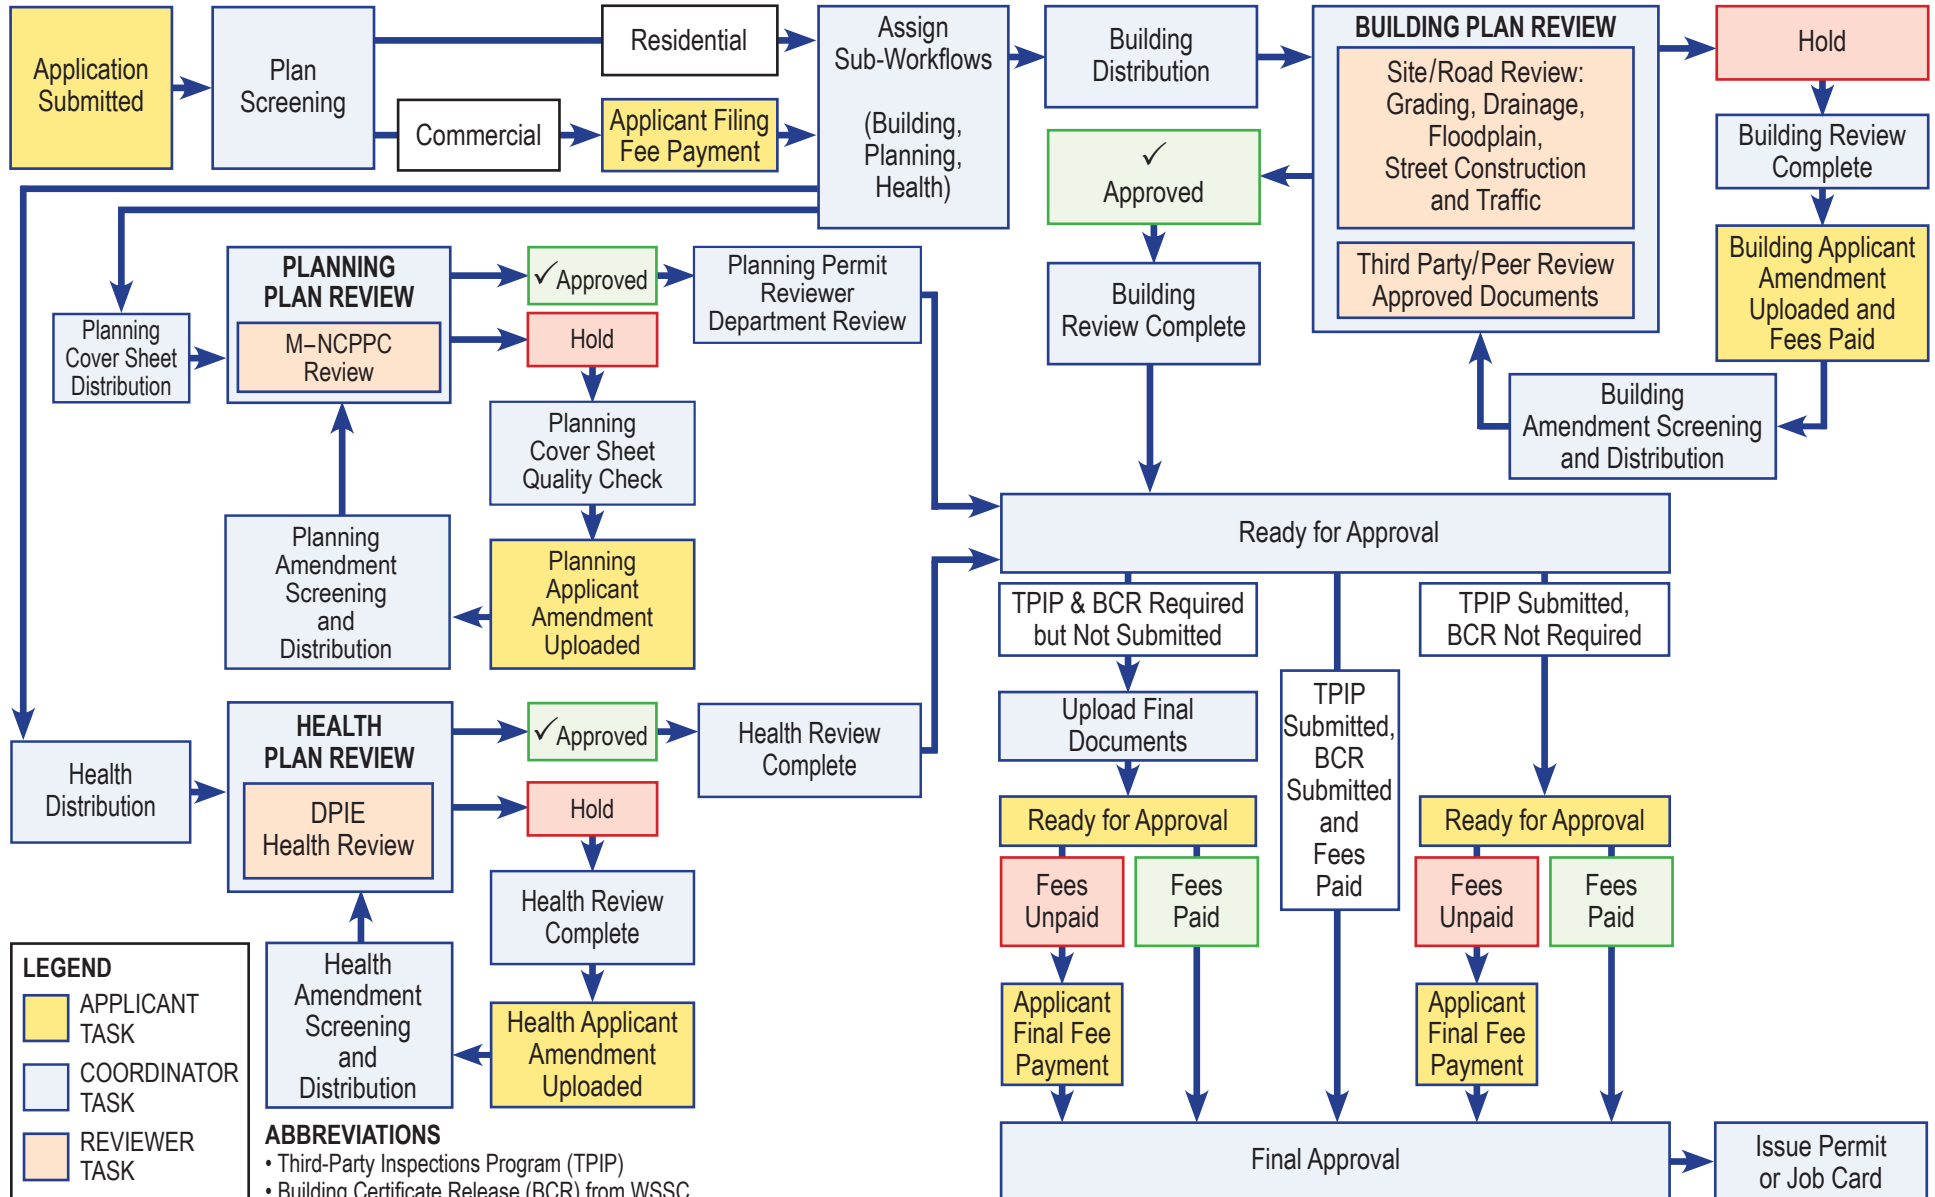 Application
Submitted
Plan
Screening
Residential
Commercial
Applicant Filing
Fee Payment
Assign
Sub-Workflows
(Building,
Planning,
Health)
Building
Distribution
BUILDING PLAN REVIEW
Site/Road Review:
Grading, Drainage,
Floodplain,
Street Construction
and Traffic
Third Party/Peer Review
Approved Documents
Hold
Building Review
Complete
Building Applicant
Amendment
Uploaded and
Fees Paid
Building
Amendment Screening
and Distribution
✓
Approved
Building
Review Complete
Planning
Cover Sheet
Distribution
PLANNING
PLAN REVIEW
M–NCPPC
Review
✓Approved
Planning Permit
Reviewer
Department Review
Hold
Planning
Cover Sheet
Quality Check
Planning
Applicant
Amendment
Uploaded
Planning
Amendment
Screening
and
Distribution
Health
Distribution
HEALTH
PLAN REVIEW
DPIE
Health Review
✓Approved
Health Review
Complete
Hold
Health Review
Complete
Health Applicant
Amendment
Uploaded
Health
Amendment
Screening
and
Distribution
Ready for Approval
TPIP & BCR Required
but Not Submitted
Upload Final
Documents
Ready for Approval
Fees
Unpaid
Fees
Paid
Applicant
Final Fee
Payment
TPIP
Submitted,
BCR
Submitted
and
Fees
Paid
TPIP Submitted,
BCR Not Required
Ready for Approval
Fees
Unpaid
Fees
Paid
Applicant
Final Fee
Payment
Final Approval
Issue Permit
or Job Card
LEGEND
APPLICANT
TASK
COORDINATOR
TASK
REVIEWER
TASK
ABBREVIATIONS
• Third-Party Inspections Program (TPIP)
• Building Certificate Release (BCR) from WSSC